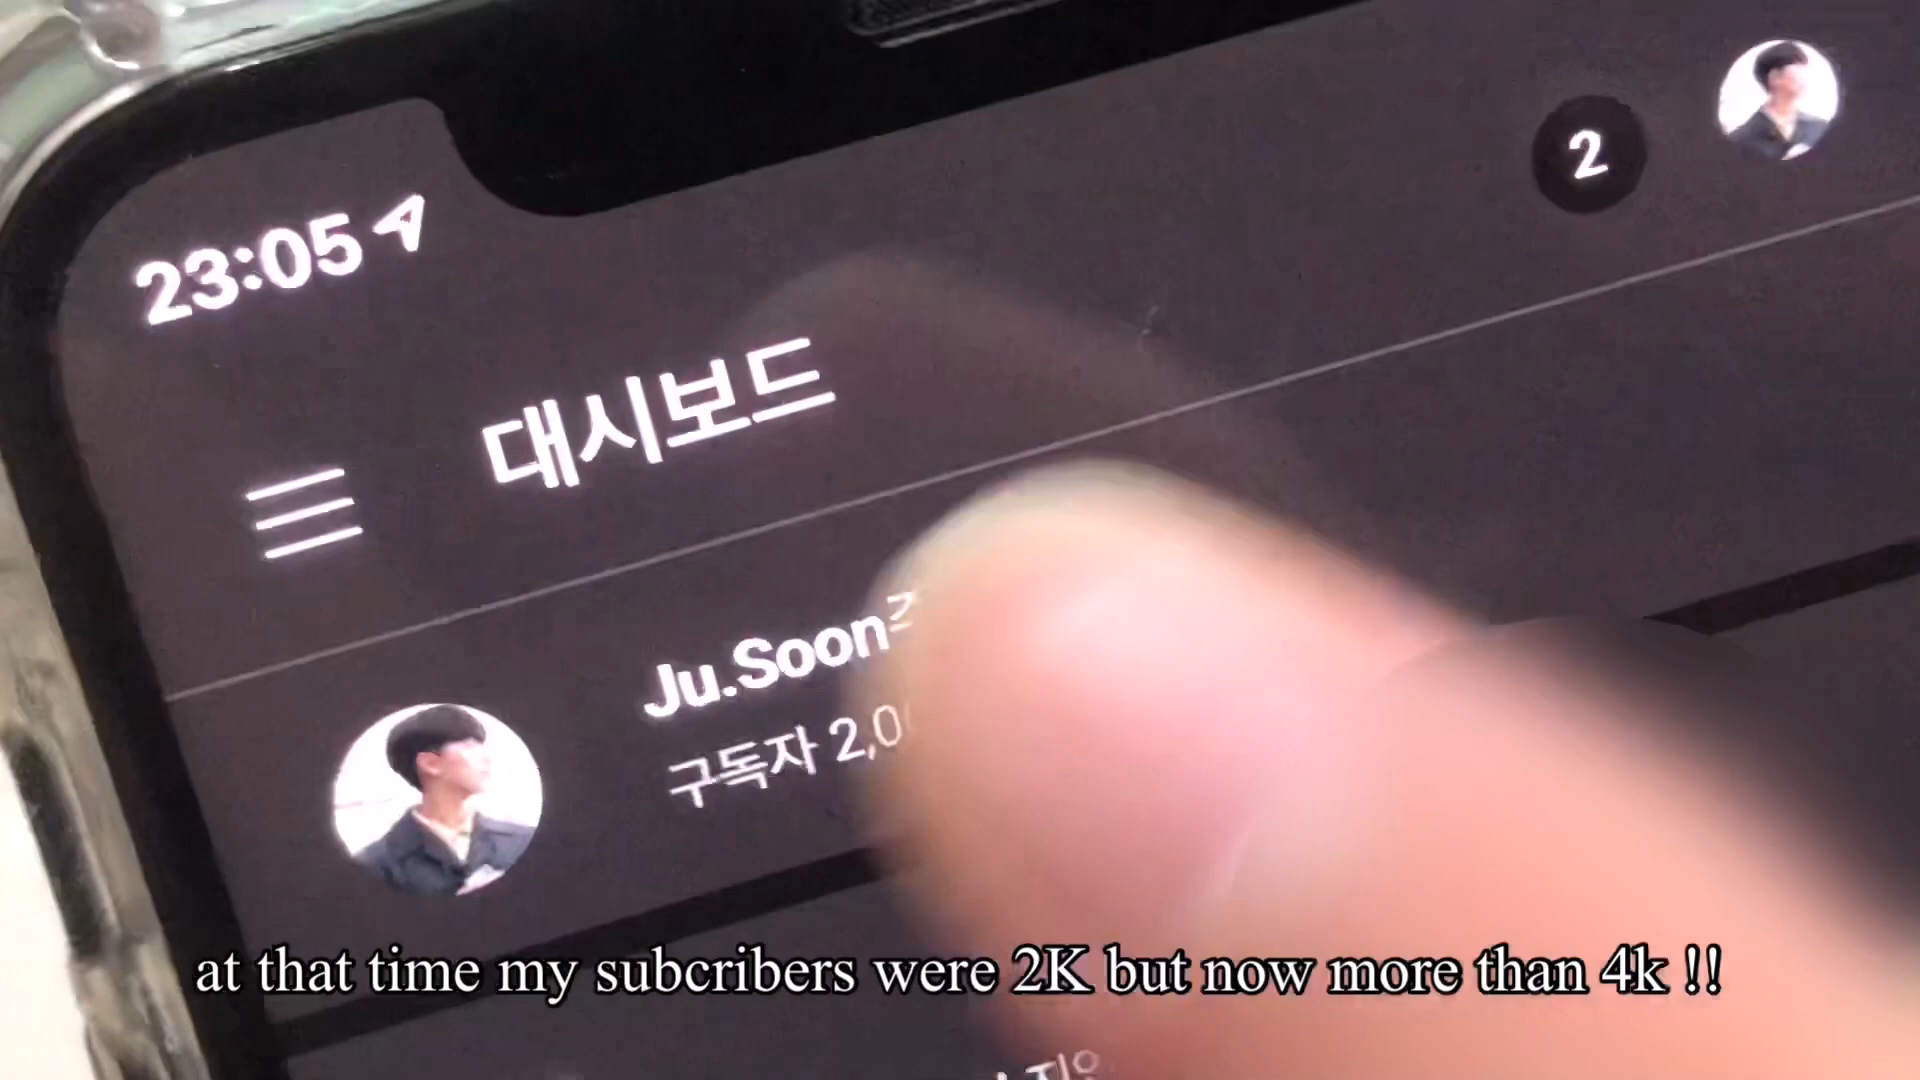 23:05
2
대시보드
Ju.Soon
구독자 2,0
at that time my subcribers were 2K but now more than 4k !!